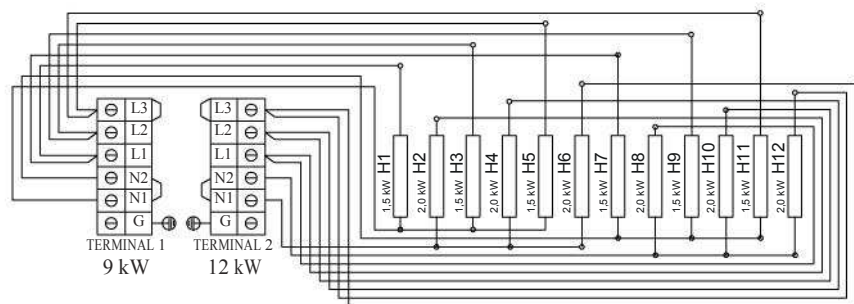 L3 L3
L2 L2
L1 L1
N2 N2
N1 N1
G G
TERMINAL 1 TERMINAL 2
9 kW 12 kW
1,5 kW H1
2,0 kW H2
1,5 kW H3
2,0 kW H4
1,5 kW H5
2,0 kW H6
1,5 kW H7
2,0 kW H8
1,5 kW H9
2,0 kW H10
1,5 kW H11
2,0 kW H12